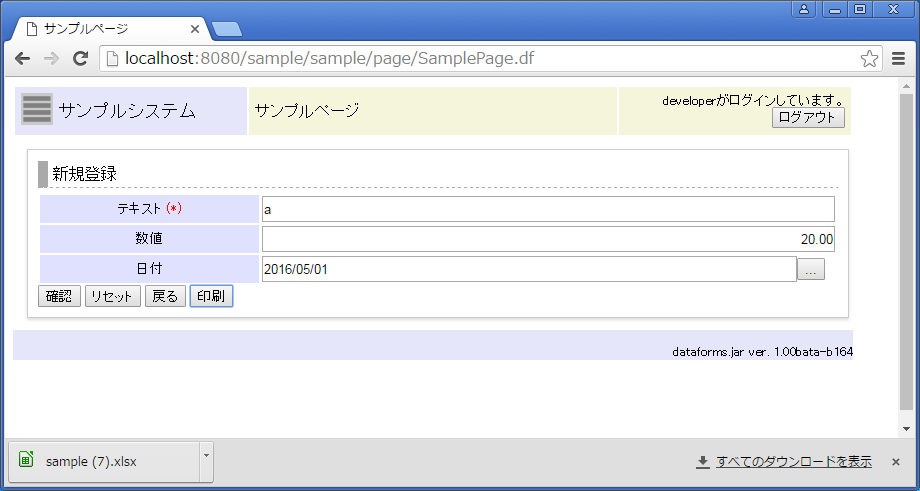 サンプルページ
localhost:8080/sample/sample/page/SamplePage.df
サンプルシステム
サンプルページ
developerがログインしています。
ログアウト
新規登録
テキスト (*)
a
数値
20.00
日付
2016/05/01
...
確認 リセット 戻る 印刷
dataforms.jar ver. 1.00bata-b164
sample (7).xlsx
すべてのダウンロードを表示